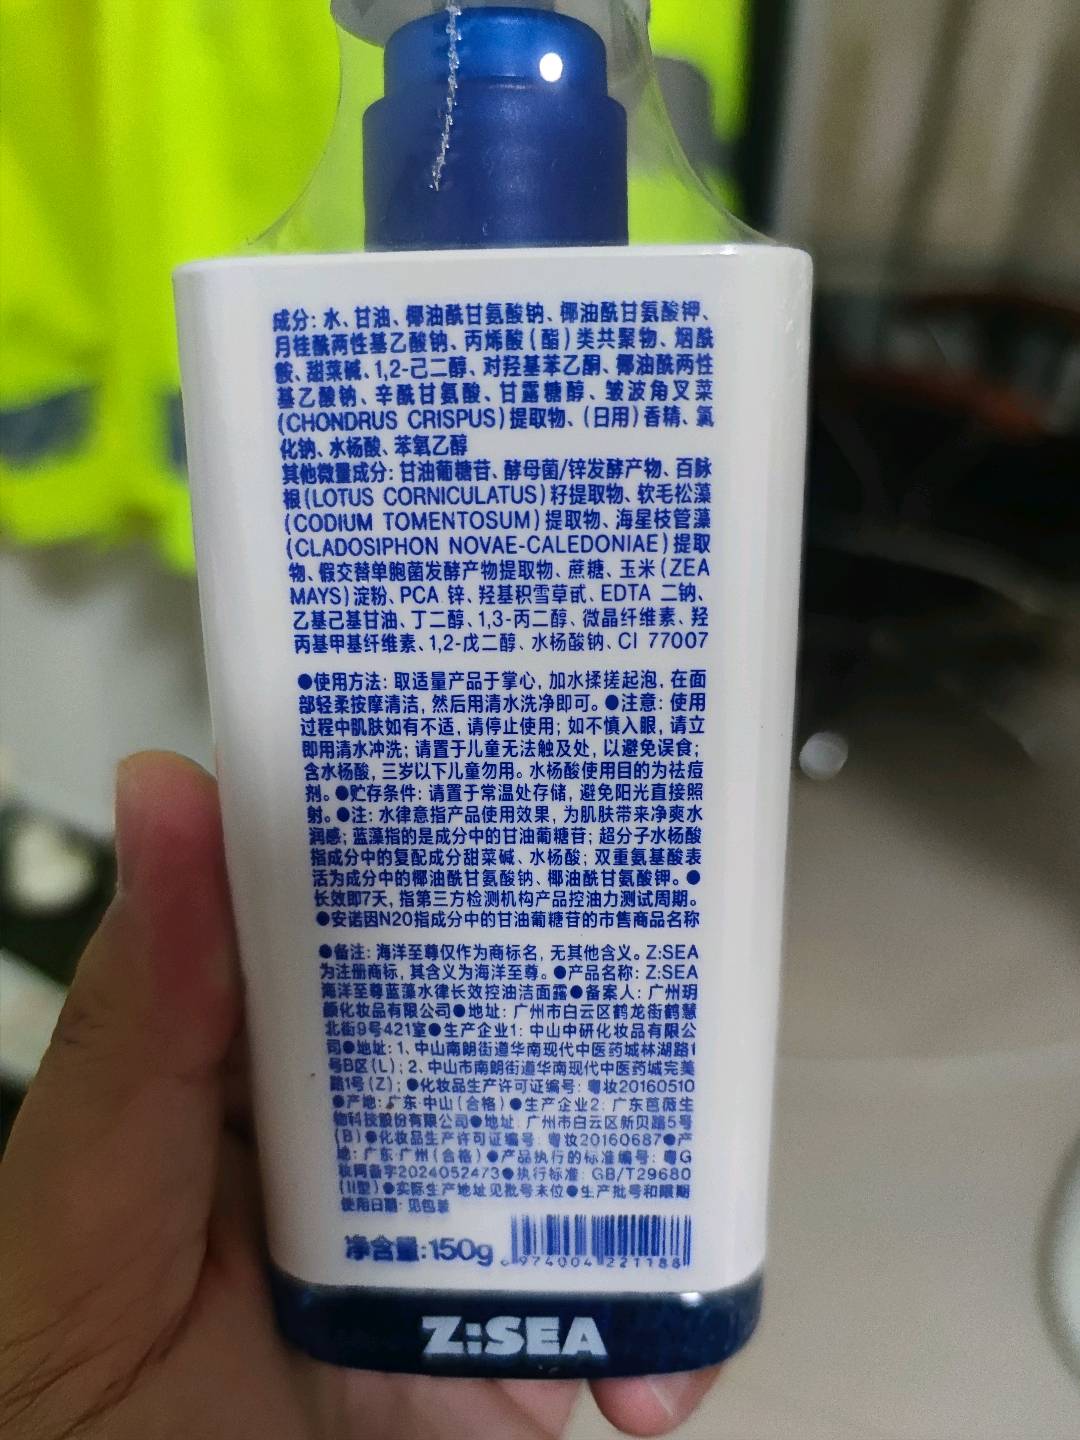 成分：水、甘油、椰油酰甘氨酸钠、椰油酰甘氨酸钾、
月桂酰两性基乙酸钠、丙烯酸（酯）类共聚物、烟酰
胺、甜菜碱、1,2-己二醇、对羟基苯乙酮、椰油酰两性
基乙酸钠、辛酰甘氨酸、甘露糖醇、皱波角叉菜
(CHONDRUS CRISPUS)提取物、（日用）香精、氯
化钠、水杨酸、苯氧乙醇
其他微量成分：甘油葡糖苷、酵母菌/锌发酵产物、百脉
根(LOTUS CORNICULATUS)籽提取物、软毛松藻
(CODIUM TOMENTOSUM)提取物、海星枝管藻
(CLADOSIPHON NOVAE-CALEDONIAE)提取
物、假交替单胞菌发酵产物提取物、蔗糖、玉米(ZEA
MAYS)淀粉、PCA 锌、羟基积雪草甙、EDTA 二钠、
乙基己基甘油、丁二醇、1,3-丙二醇、微晶纤维素、羟
丙基甲基纤维素、1,2-戊二醇、水杨酸钠、CI 77007
●使用方法：取适量产品于掌心，加水揉搓起泡，在面
部轻柔按摩清洁，然后用清水洗净即可。●注意：使用
过程中肌肤如有不适，请停止使用；如不慎入眼，请立
即用清水冲洗；请置于儿童无法触及处，以避免误食；
含水杨酸，三岁以下儿童勿用。水杨酸使用目的为祛痘
剂。●贮存条件：请置于常温处存储，避免阳光直接照
射。●注：水律意指产品使用效果，为肌肤带来净爽水
润感；蓝藻指的是成分中的甘油葡糖苷；超分子水杨酸
指成分中的复配成分甜菜碱、水杨酸；双重氨基酸表
活为成分中的椰油酰甘氨酸钠、椰油酰甘氨酸钾。●
长效即7天，指第三方检测机构产品控油力测试周期。
●安诺因N20指成分中的甘油葡糖苷的市售商品名称
●备注：海洋至尊仅作为商标名，无其他含义。Z:SEA
为注册商标，其含义为海洋至尊。●产品名称：Z:SEA
海洋至尊蓝藻水律长效控油洁面露●备案人：广州玥
颜化妆品有限公司●地址：广州市白云区鹤龙街鹤慧
北街9号421室●生产企业1：中山中研化妆品有限公
司●地址：1、中山南朗街道华南现代中医药城林湖路1
号B区(L)；2、中山市南朗街道华南现代中医药城完美
路1号(Z)；●化妆品生产许可证编号：粤妆20160510
●产地：广东·中山（合格）●生产企业2：广东芭薇生
物科技股份有限公司●地址：广州市白云区新贝路5号
(B)●化妆品生产许可证编号：粤妆20160687●产
地：广东·广州（合格）●产品执行的标准编号：粤G
妆网备字2024052473●执行标准：GB/T29680
(II型)●实际生产地址见批号末位●生产批号和限期
使用日期：见包装
净含量:150g
6974004221188
Z:SEA